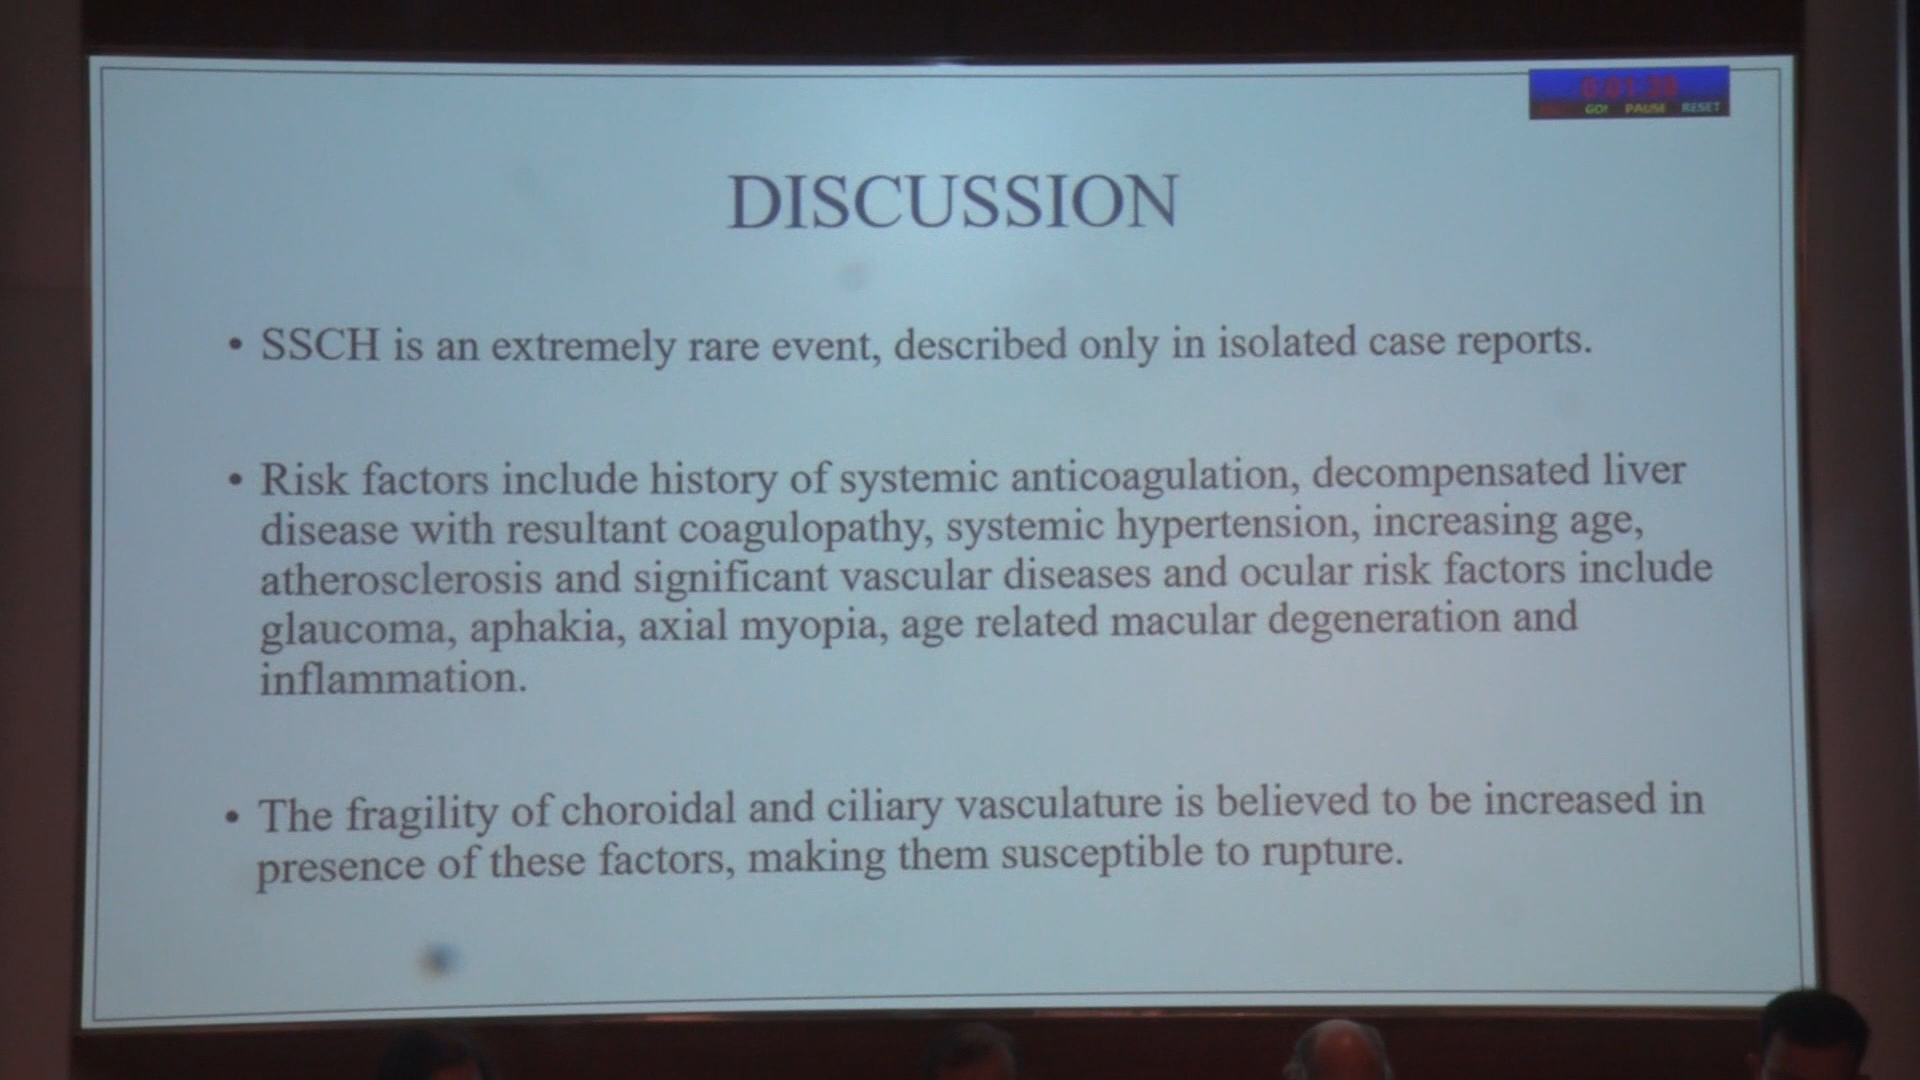 GO! PAUSE RESET
DISCUSSION
• SSCH is an extremely rare event, described only in isolated case reports.
• Risk factors include history of systemic anticoagulation, decompensated liver
disease with resultant coagulopathy, systemic hypertension, increasing age,
atherosclerosis and significant vascular diseases and ocular risk factors include
glaucoma, aphakia, axial myopia, age related macular degeneration and
inflammation.
• The fragility of choroidal and ciliary vasculature is believed to be increased in
presence of these factors, making them susceptible to rupture.